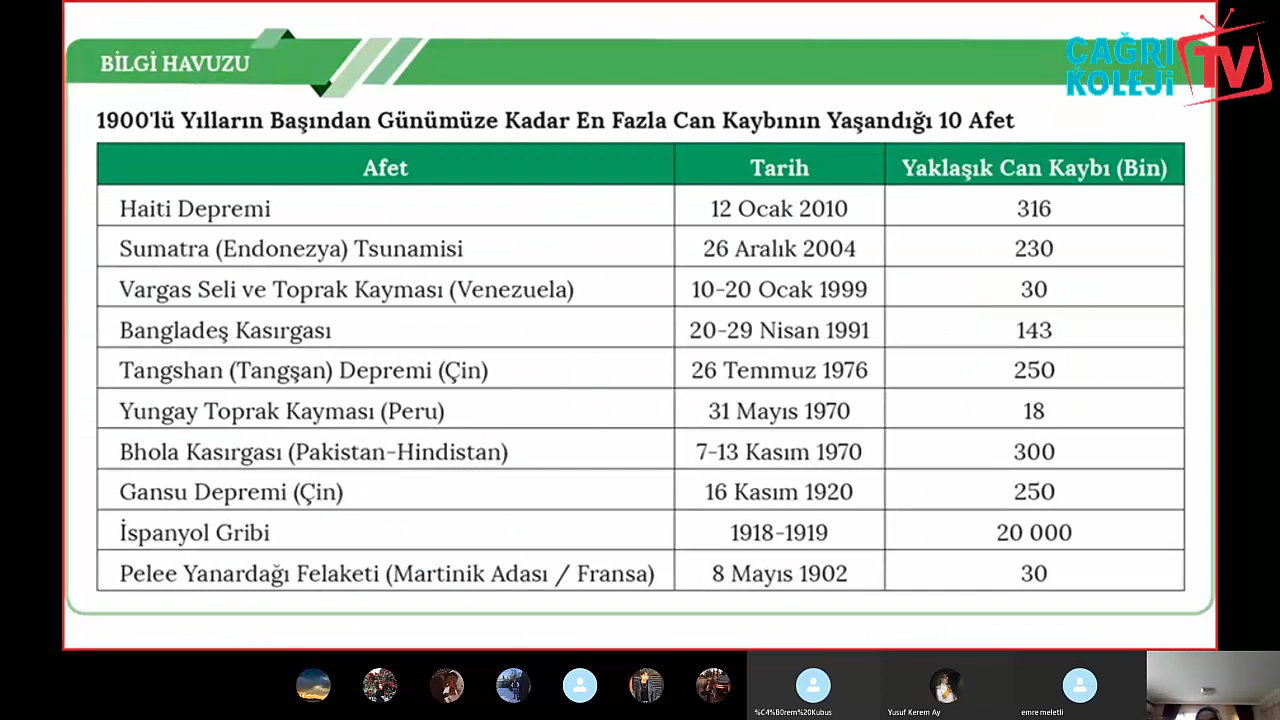 BİLGİ HAVUZU
ÇAĞRI
KOLEJİ
TV
1900'lü Yılların Başından Günümüze Kadar En Fazla Can Kaybının Yaşandığı 10 Afet
Afet Tarih Yaklaşık Can Kaybı (Bin)
Haiti Depremi 12 Ocak 2010 316
Sumatra (Endonezya) Tsunamisi 26 Aralık 2004 230
Vargas Seli ve Toprak Kayması (Venezuela) 10-20 Ocak 1999 30
Bangladeş Kasırgası 20-29 Nisan 1991 143
Tangshan (Tangşan) Depremi (Çin) 26 Temmuz 1976 250
Yungay Toprak Kayması (Peru) 31 Mayıs 1970 18
Bhola Kasırgası (Pakistan-Hindistan) 7-13 Kasım 1970 300
Gansu Depremi (Çin) 16 Kasım 1920 250
İspanyol Gribi 1918-1919 20 000
Pelee Yanardağı Felaketi (Martinik Adası / Fransa) 8 Mayıs 1902 30
%C4%B0rem%20Kubus Yusuf Kerem Ay emre meletli